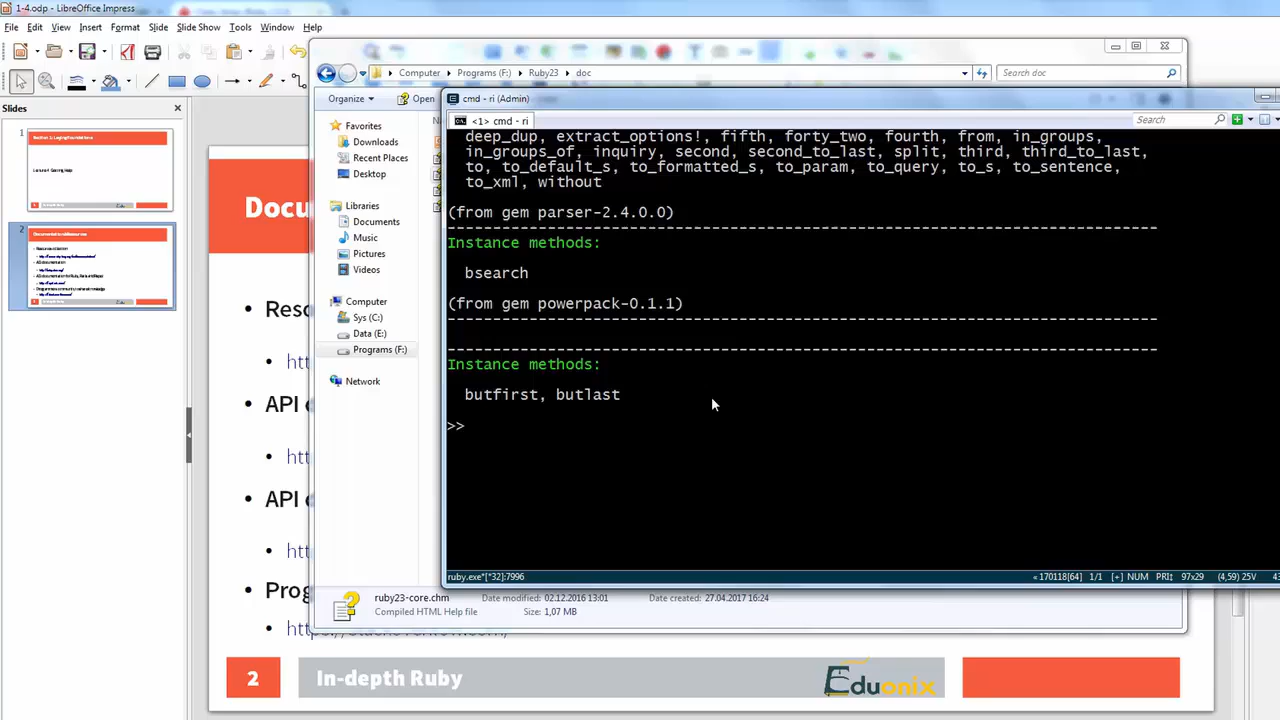 1-4.odp - LibreOffice Impress
File Edit View Insert Format Slide Slide Show Tools Window Help
Computer Programs (F:) Ruby23 doc
Search doc
Slides
Organize
Open
cmd - ri (Admin)
<1> cmd - ri
Search
1
2
Favorites
Downloads
Recent Places
Desktop
Libraries
Documents
Music
Pictures
Videos
Computer
Sys (C:)
Data (E:)
Programs (F:)
Network
deep_dup, extract_options!, fifth, forty_two, fourth, from, in_groups,
in_groups_of, inquiry, second, second_to_last, split, third, third_to_last,
to, to_default_s, to_formatted_s, to_param, to_query, to_s, to_sentence,
to_xml, without
(from gem parser-2.4.0.0)
Instance methods:
bsearch
(from gem powerpack-0.1.1)
Instance methods:
butfirst, butlast
>>
ruby.exe*[*32]:7996
« 170118[64] 1/1 [+] NUM PRI‡ 97x29 (4,59) 25V
Docu
Reso
htt
API
htt
API
htt
Prog
ruby23-core.chm Date modified: 02.12.2016 13:01 Date created: 27.04.2017 16:24
Compiled HTML Help file Size: 1,07 MB
2 In-depth Ruby Eduonix